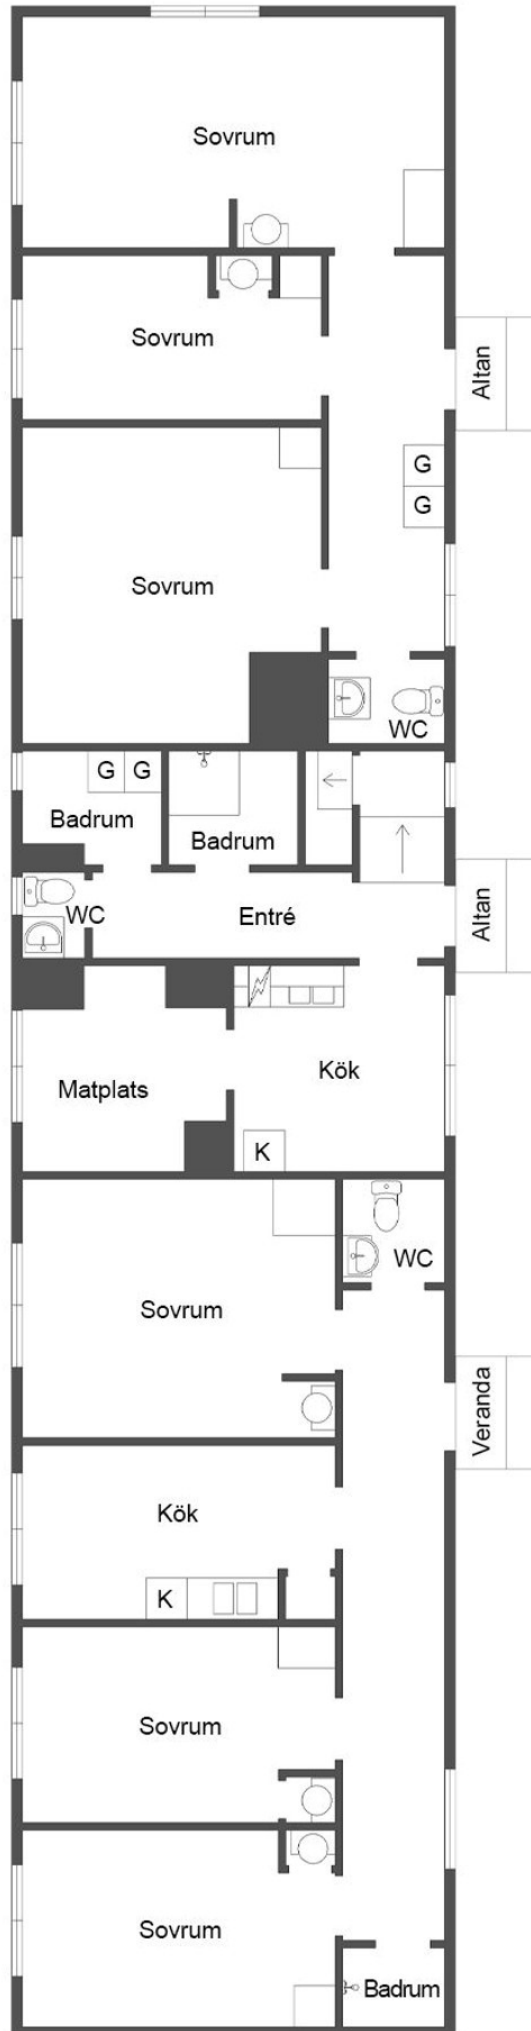 Sovrum
Sovrum
Altan
G
G
Sovrum
WC
G G
Badrum
Badrum
WC
Entré
Altan
Matplats
Kök
K
WC
Sovrum
Veranda
Kök
K
Sovrum
Sovrum
Badrum